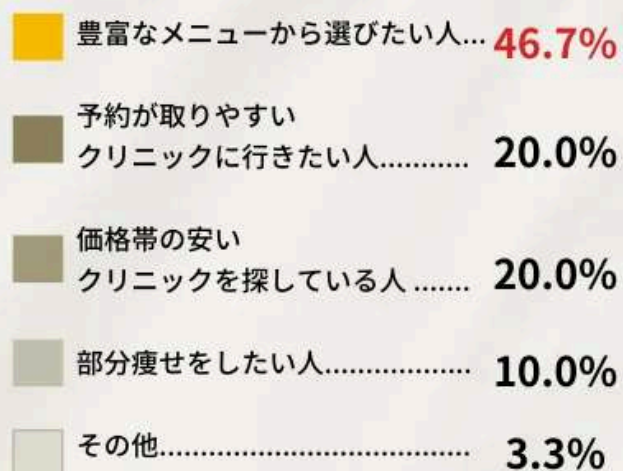 豊富なメニューから選びたい人... 46.7%
予約が取りやすい
クリニックに行きたい人........... 20.0%
価格帯の安い
クリニックを探している人 ....... 20.0%
部分痩せをしたい人.................. 10.0%
その他...................................... 3.3%